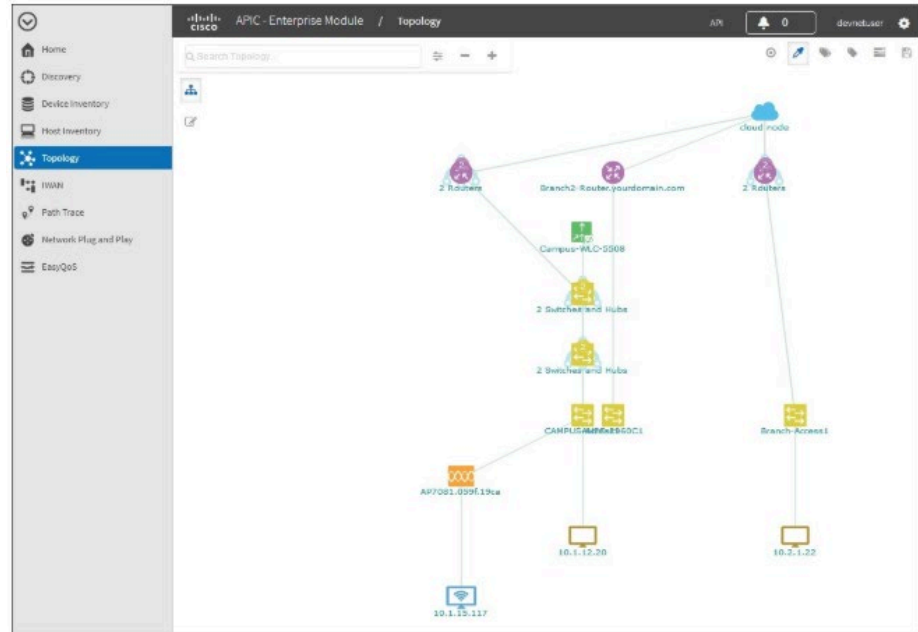 CISCO APIC - Enterprise Module / Topology API 0 devnetuser
Home
Discovery
Device Inventory
Host Inventory
Topology
IWAN
Path Trace
Network Plug and Play
EasyQoS
Search Topology
cloud node
2 Routers
Branch2-Router.yourdomain.com
2 Routers
Campus-WLC-5508
2 Switches and Hubs
2 Switches and Hubs
Branch-Access1
AP7081.059f.19ca
10.1.12.20
10.2.1.22
10.1.15.117